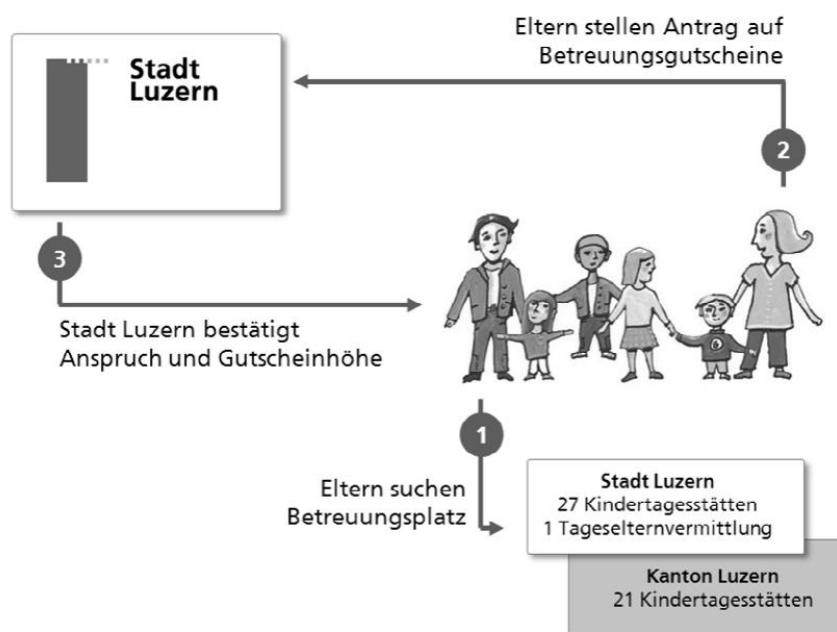 Eltern stellen Antrag auf
Betreuungsgutscheine
Stadt
Luzern
2
3
Stadt Luzern bestätigt
Anspruch und Gutscheinhöhe
1
Eltern suchen
Betreuungsplatz
Stadt Luzern
27 Kindertagesstätten
1 Tageselternvermittlung
Kanton Luzern
21 Kindertagesstätten